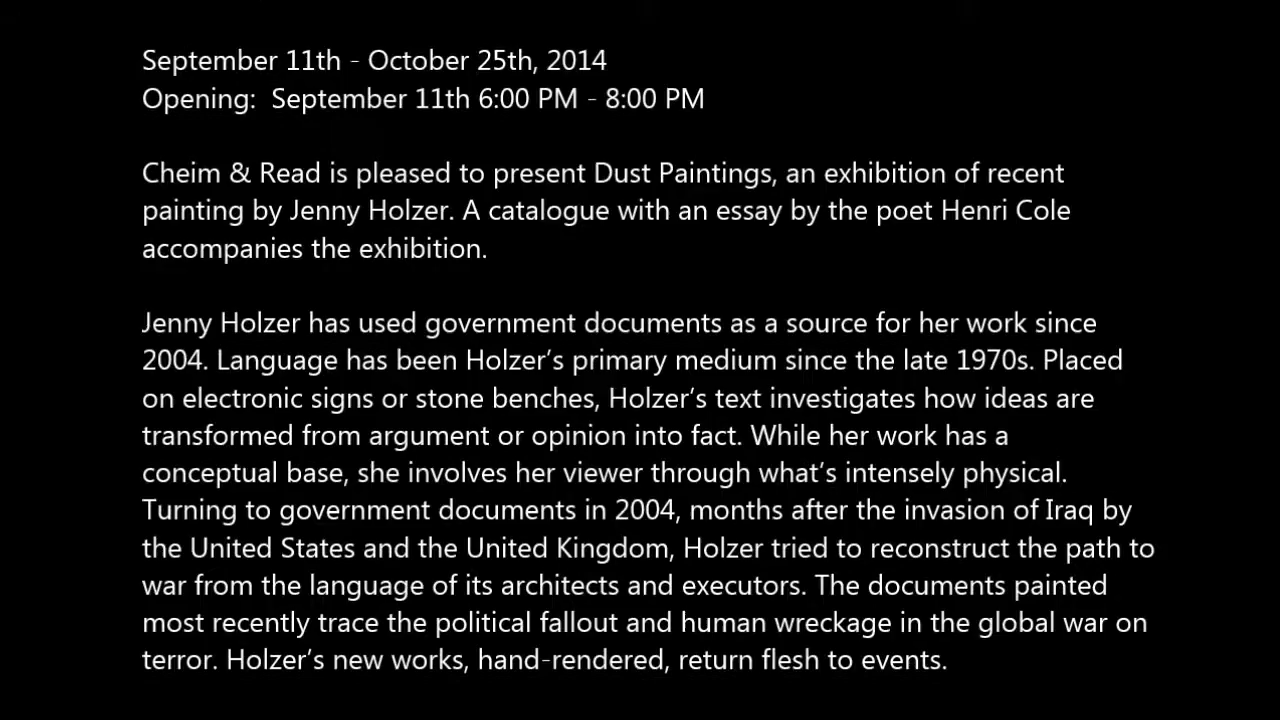 September 11th - October 25th, 2014
Opening:  September 11th 6:00 PM - 8:00 PM
Cheim & Read is pleased to present Dust Paintings, an exhibition of recent
painting by Jenny Holzer. A catalogue with an essay by the poet Henri Cole
accompanies the exhibition.
Jenny Holzer has used government documents as a source for her work since
2004. Language has been Holzer’s primary medium since the late 1970s. Placed
on electronic signs or stone benches, Holzer’s text investigates how ideas are
transformed from argument or opinion into fact. While her work has a
conceptual base, she involves her viewer through what’s intensely physical.
Turning to government documents in 2004, months after the invasion of Iraq by
the United States and the United Kingdom, Holzer tried to reconstruct the path to
war from the language of its architects and executors. The documents painted
most recently trace the political fallout and human wreckage in the global war on
terror. Holzer’s new works, hand-rendered, return flesh to events.